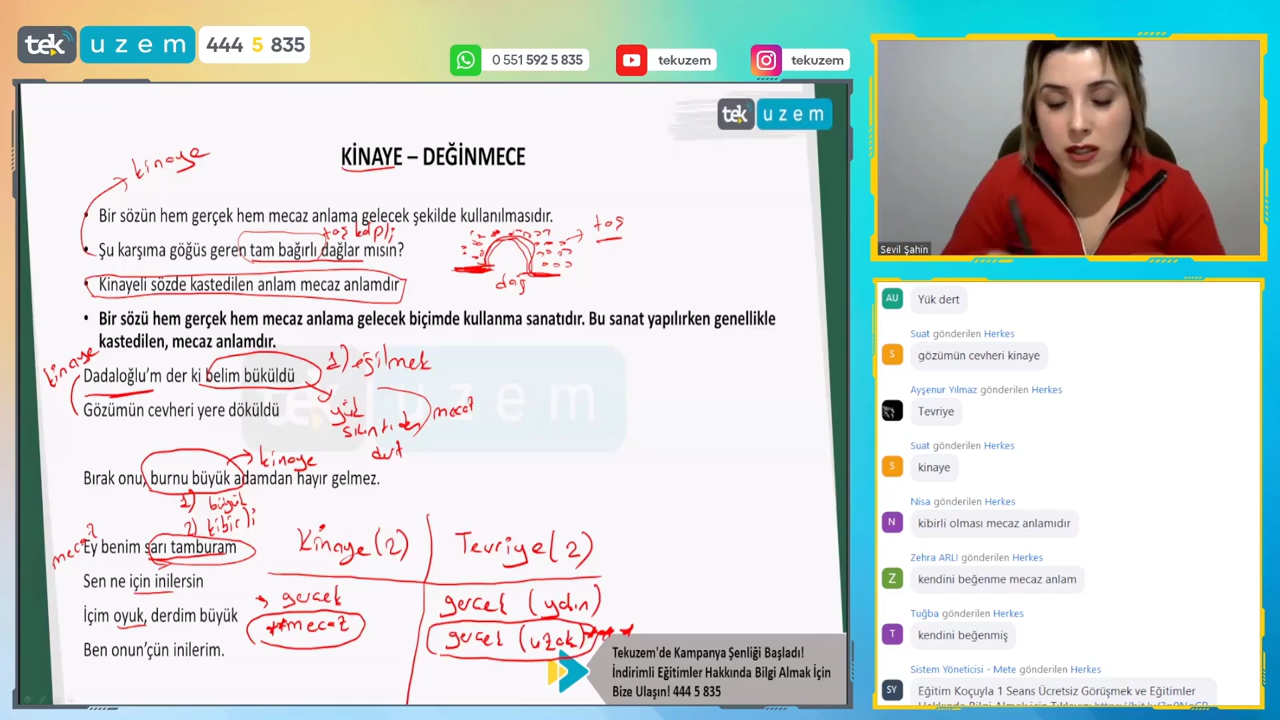 tek uzem 444 5 835
0 551 592 5 835
tekuzem
tekuzem
tek uzem
KİNAYE – DEĞİNMECE
kinaye
• Bir sözün hem gerçek hem mecaz anlama gelecek şekilde kullanılmasıdır.
taş kaplı
taş
• Şu karşıma göğüs geren tam bağırlı dağlar mısın?
• Kinayeli sözde kastedilen anlam mecaz anlamdır
dağ
• Bir sözü hem gerçek hem mecaz anlama gelecek biçimde kullanma sanatıdır. Bu sanat yapılırken genellikle
kastedilen, mecaz anlamdır.
kinaye
1) eğilmek
Dadaloğlu’m der ki belim büküldü
Gözümün cevheri yere döküldü
yük
sıkıntıdan
dert
mecaz
kinaye
Bırak onu, burnu büyük adamdan hayır gelmez.
1) büyük
2) kibirli
mecaz?
Ey benim sarı tamburam
Sen ne için inilersin
İçim oyuk, derdim büyük
Ben onun’çün inilerim.
Kinaye (2)
Tevriye (2)
gerçek
gerçek (yakın)
mecaz
gerçek (uzak)
Tekuzem'de Kampanya Şenliği Başladı!
İndirimli Eğitimler Hakkında Bilgi Almak İçin
Bize Ulaşın! 444 5 835
Sevil Şahin
AU
Yük dert
Suat gönderilen Herkes
S
gözümün cevheri kinaye
Ayşenur Yılmaz gönderilen Herkes
Tevriye
Suat gönderilen Herkes
S
kinaye
Nisa gönderilen Herkes
N
kibirli olması mecaz anlamıdır
Zehra ARLI gönderilen Herkes
Z
kendini beğenme mecaz anlam
Tuğba gönderilen Herkes
T
kendini beğenmiş
Sistem Yöneticisi - Mete gönderilen Herkes
SY
Eğitim Koçuyla 1 Seans Ücretsiz Görüşmek ve Eğitimler
Hakkında Bilgi Almak için Tıklayın: